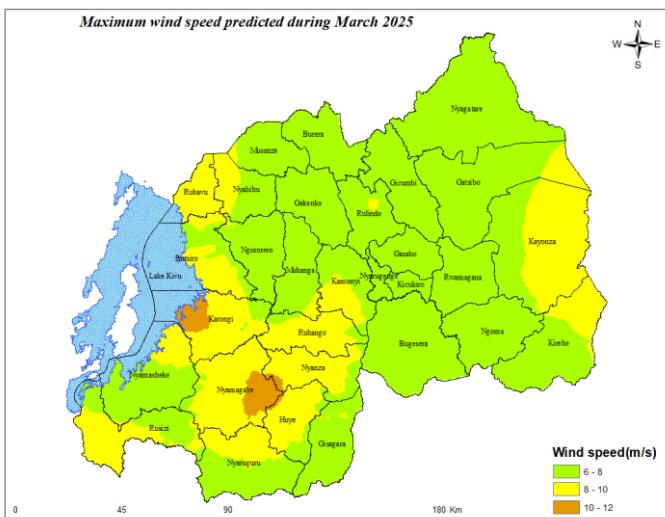 Maximum wind speed predicted during March 2025
N
W E
S
Nyagatare
Burera
Musanze
Gicumbi
Gatsibo
Rubavu
Nyabihu
Gakenke
Rulindo
Kayonza
Rutsiro
Ngororero
Gasabo
Lake Kivu
Muhanga
Kamonyi
Nyarugenge
Kicukiro
Rwamagana
Karongi
Ruhango
Bugesera
Ngoma
Kirehe
Nyamasheke
Nyanza
Nyamagabe
Rusizi
Huye
Gisagara
Nyaruguru
Wind speed(m/s)
6 - 8
8 - 10
10 - 12
0 45 90 180 Km